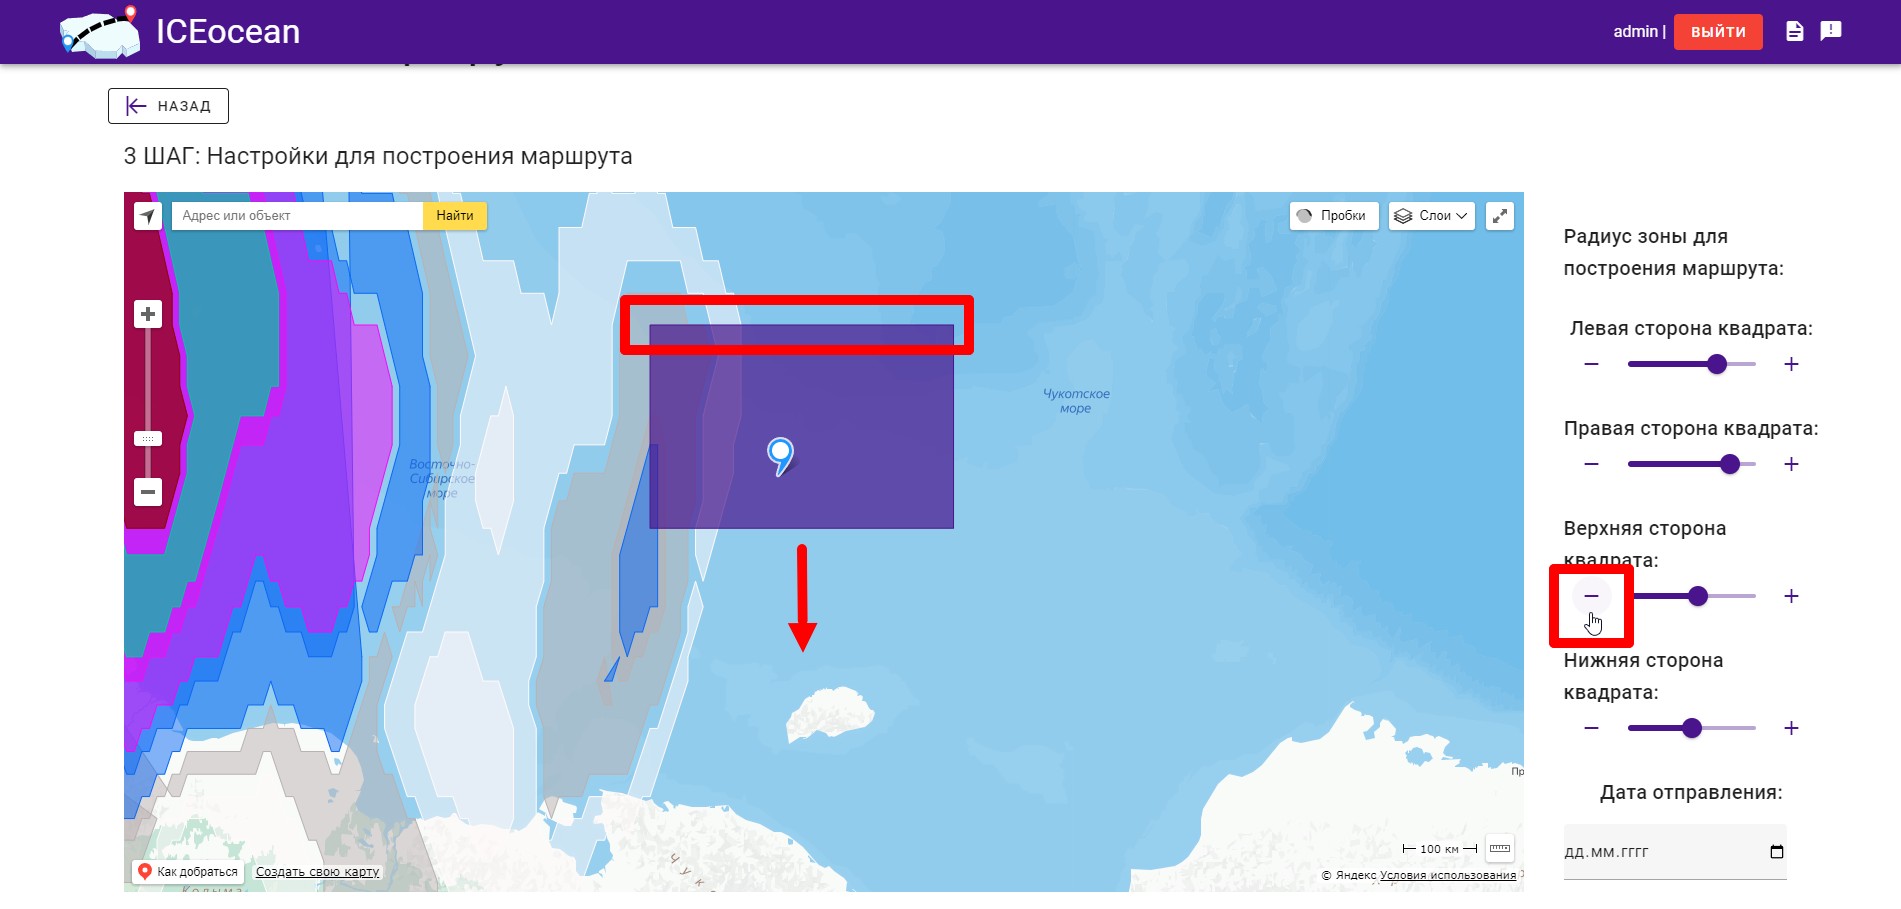 ICEocean
admin |
ВЫЙТИ
НАЗАД
3 ШАГ: Настройки для построения маршрута
Адрес или объект
Найти
Пробки
Слои
Радиус зоны для
построения маршрута:
Левая сторона квадрата:
Чукотское
море
Правая сторона квадрата:
Восточно-
Сибирское
море
Верхняя сторона
квадрата:
Нижняя сторона
квадрата:
Пр
Дата отправления:
100 км
ДД.ММ.ГГГГ
Чук
Как добраться
Создать свою карту
© Яндекс Условия использования